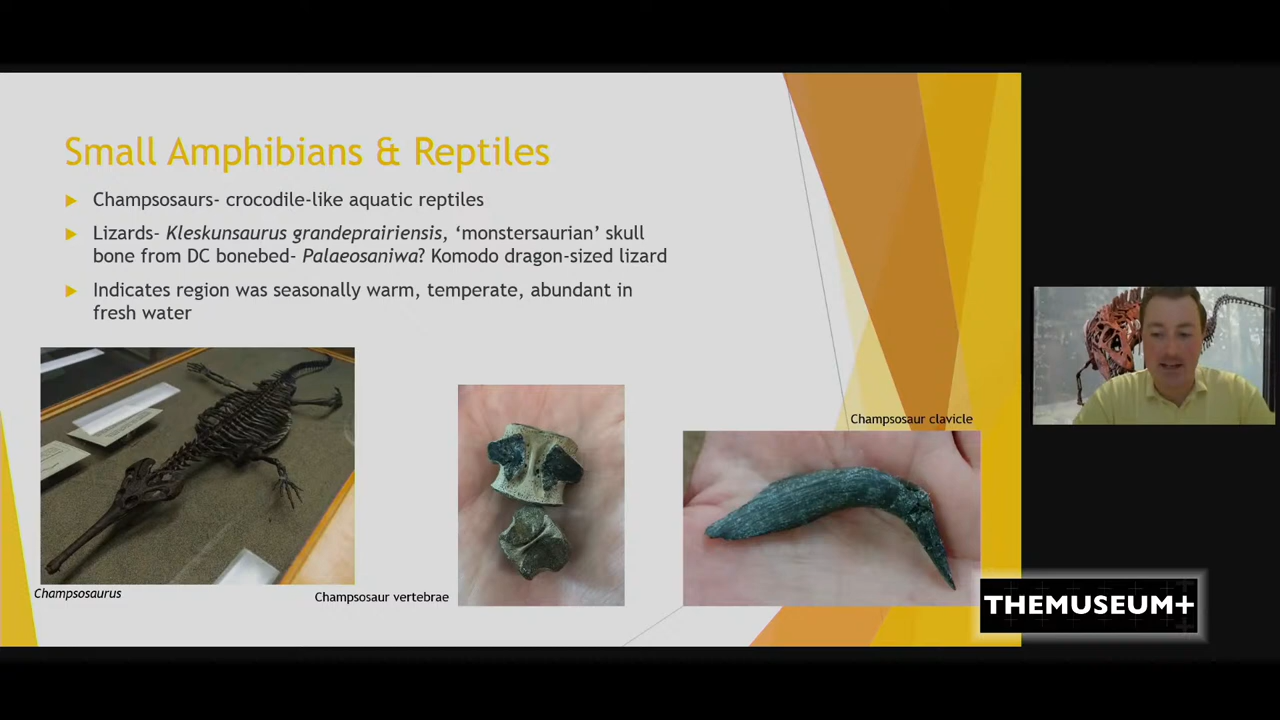 Small Amphibians & Reptiles
Champsosaurs- crocodile-like aquatic reptiles
Lizards- Kleskunsaurus grandeprairiensis, ‘monstersaurian’ skull
bone from DC bonebed- Palaeosaniwa? Komodo dragon-sized lizard
Indicates region was seasonally warm, temperate, abundant in
fresh water
Champsosaur clavicle
Champsosaurus
Champsosaur vertebrae
THEMUSEUM+